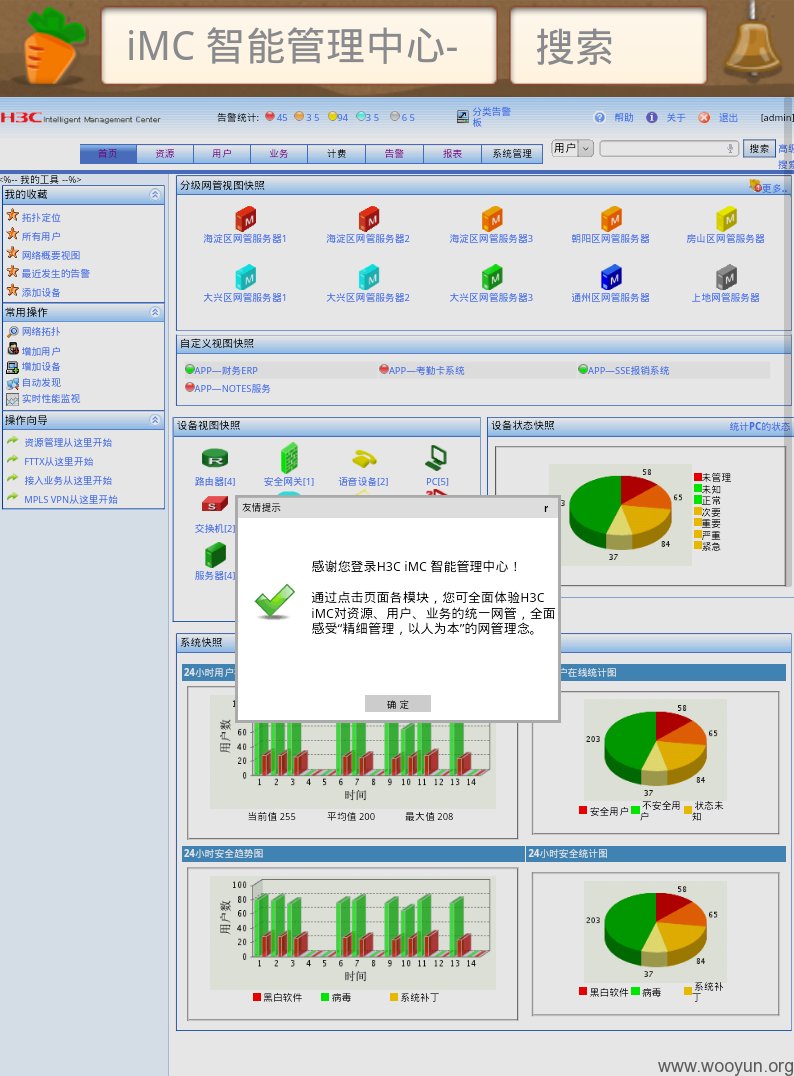 iMC 智能管理中心-
搜索
H3C Intelligent Management Center
告警统计: 45 35 94 35 65
分类告警板
帮助 关于 退出 [admin]
首页 资源 用户 业务 计费 告警 报表 系统管理
用户 搜索 高级
搜索
<%-- 我的工具 --%>
我的收藏
拓扑定位
所有用户
网络概要视图
最近发生的告警
添加设备
常用操作
网络拓扑
增加用户
增加设备
自动发现
实时性能监视
操作向导
资源管理从这里开始
FTTX从这里开始
接入业务从这里开始
MPLS VPN从这里开始
分级网管视图快照
更多..
海淀区网管服务器1 海淀区网管服务器2 海淀区网管服务器3 朝阳区网管服务器 房山区网管服务器
大兴区网管服务器1 大兴区网管服务器2 大兴区网管服务器3 通州区网管服务器 上地网管服务器
自定义视图快照
APP—财务ERP APP—考勤卡系统 APP—SSE报销系统
APP—NOTES服务
设备视图快照
路由器[4] 安全网关[1] 语音设备[2] PC[5]
交换机[2]
服务器[4]
设备状态快照 统计PC的状态
58
65
84
37
3
未管理
未知
正常
次要
重要
严重
紧急
友情提示 r
感谢您登录H3C iMC 智能管理中心！
通过点击页面各模块，您可全面体验H3C
iMC对资源、用户、业务的统一网管，全面
感受“精细管理，以人为本”的网管理念。
确 定
系统快照
24小时用户
户在线统计图
用户数
60
40
20
0
1 2 3 4 5 6 7 8 9 10 11 12 13 14
时间
当前值 255 平均值 200 最大值 208
58
65
84
37
203
安全用户 不安全用户 状态未知
24小时安全趋势图
用户数
100
80
60
40
20
0
1 2 3 4 5 6 7 8 9 10 11 12 13 14
时间
黑白软件 病毒 系统补丁
24小时安全统计图
58
65
84
37
203
黑白软件 病毒 系统补丁
www.wooyun.org